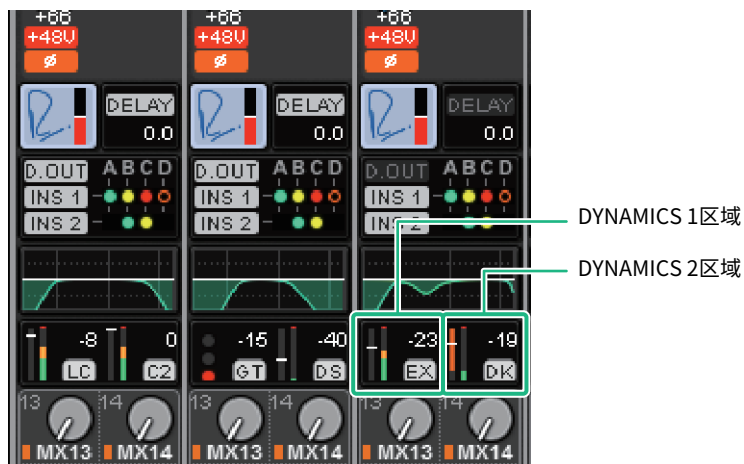 +66 +66 +66
+48V +48V +48V
ø ø ø
DELAY DELAY DELAY
0.0 0.0 0.0
D.OUT A B C D D.OUT A B C D D.OUT A B C D
INS 1 INS 1 INS 1
INS 2 INS 2 INS 2
DYNAMICS 1区域
DYNAMICS 2区域
-8 0 -15 -40 -23 -19
LC C2 GT DS EX DK
13 14 13 14 13 14
MX13 MX14 MX13 MX14 MX13 MX14